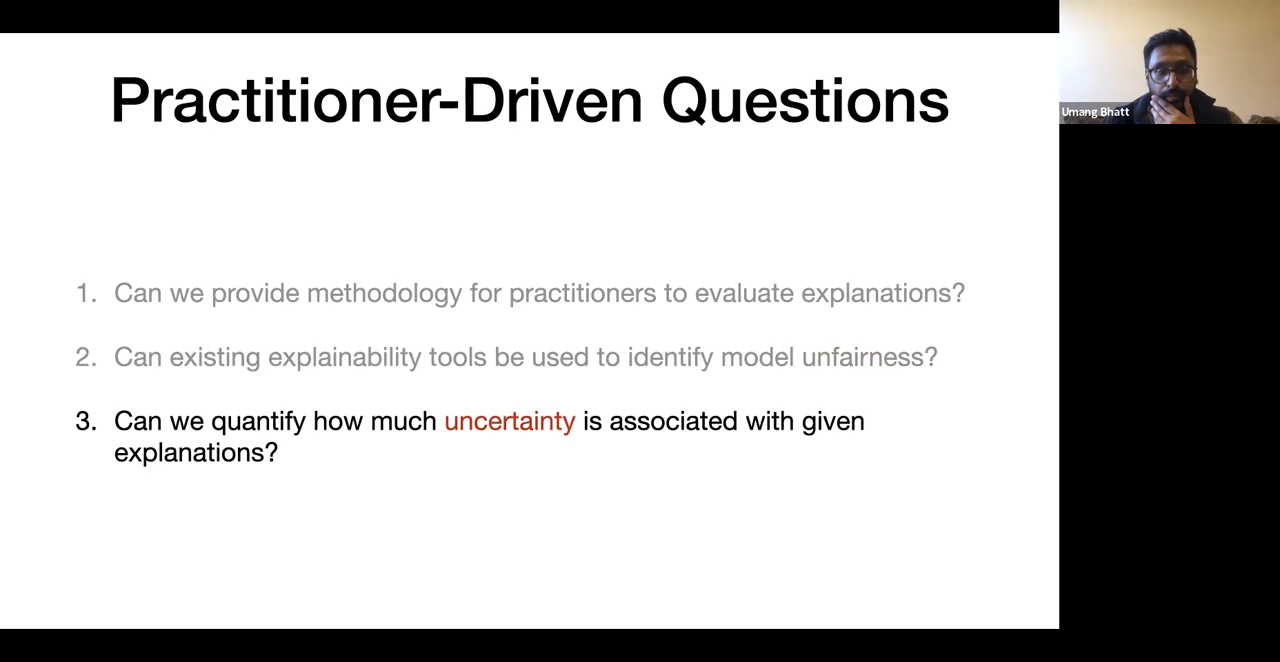 Practitioner-Driven Questions
Umang Bhatt
1. Can we provide methodology for practitioners to evaluate explanations?
2. Can existing explainability tools be used to identify model unfairness?
3. Can we quantify how much uncertainty is associated with given
explanations?